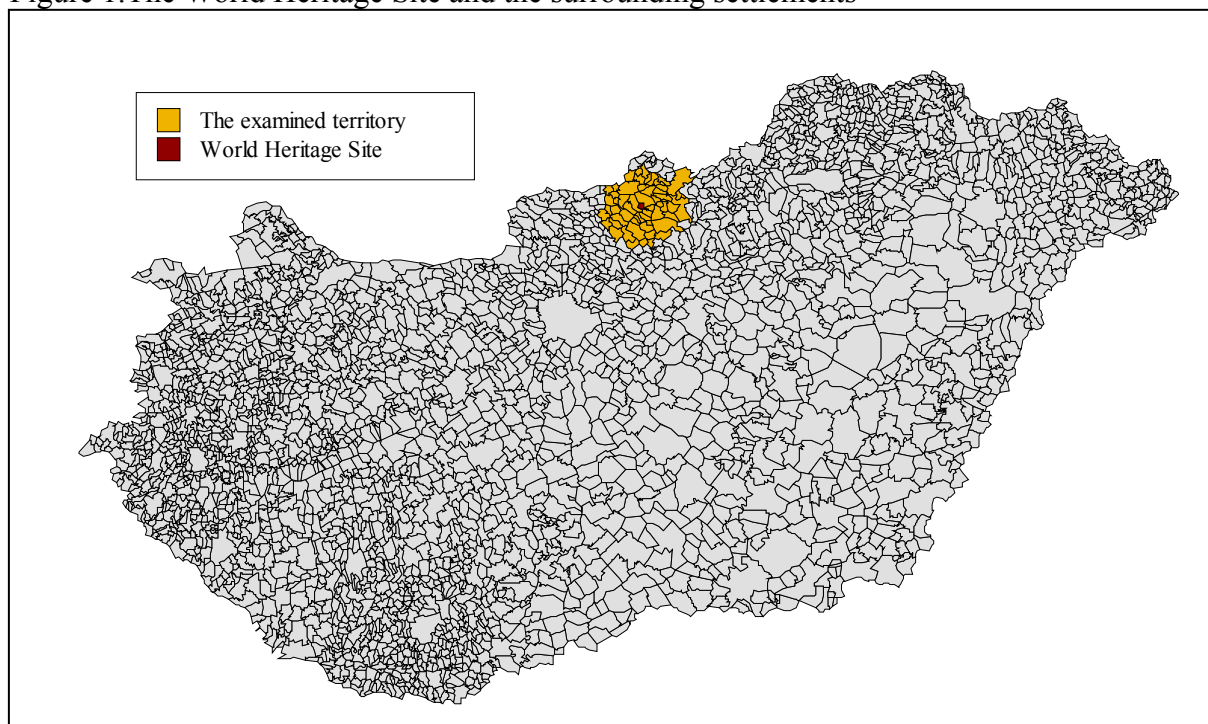 Figure 1.The World Heritage Site and the surrounding settlements
The examined territory
World Heritage Site